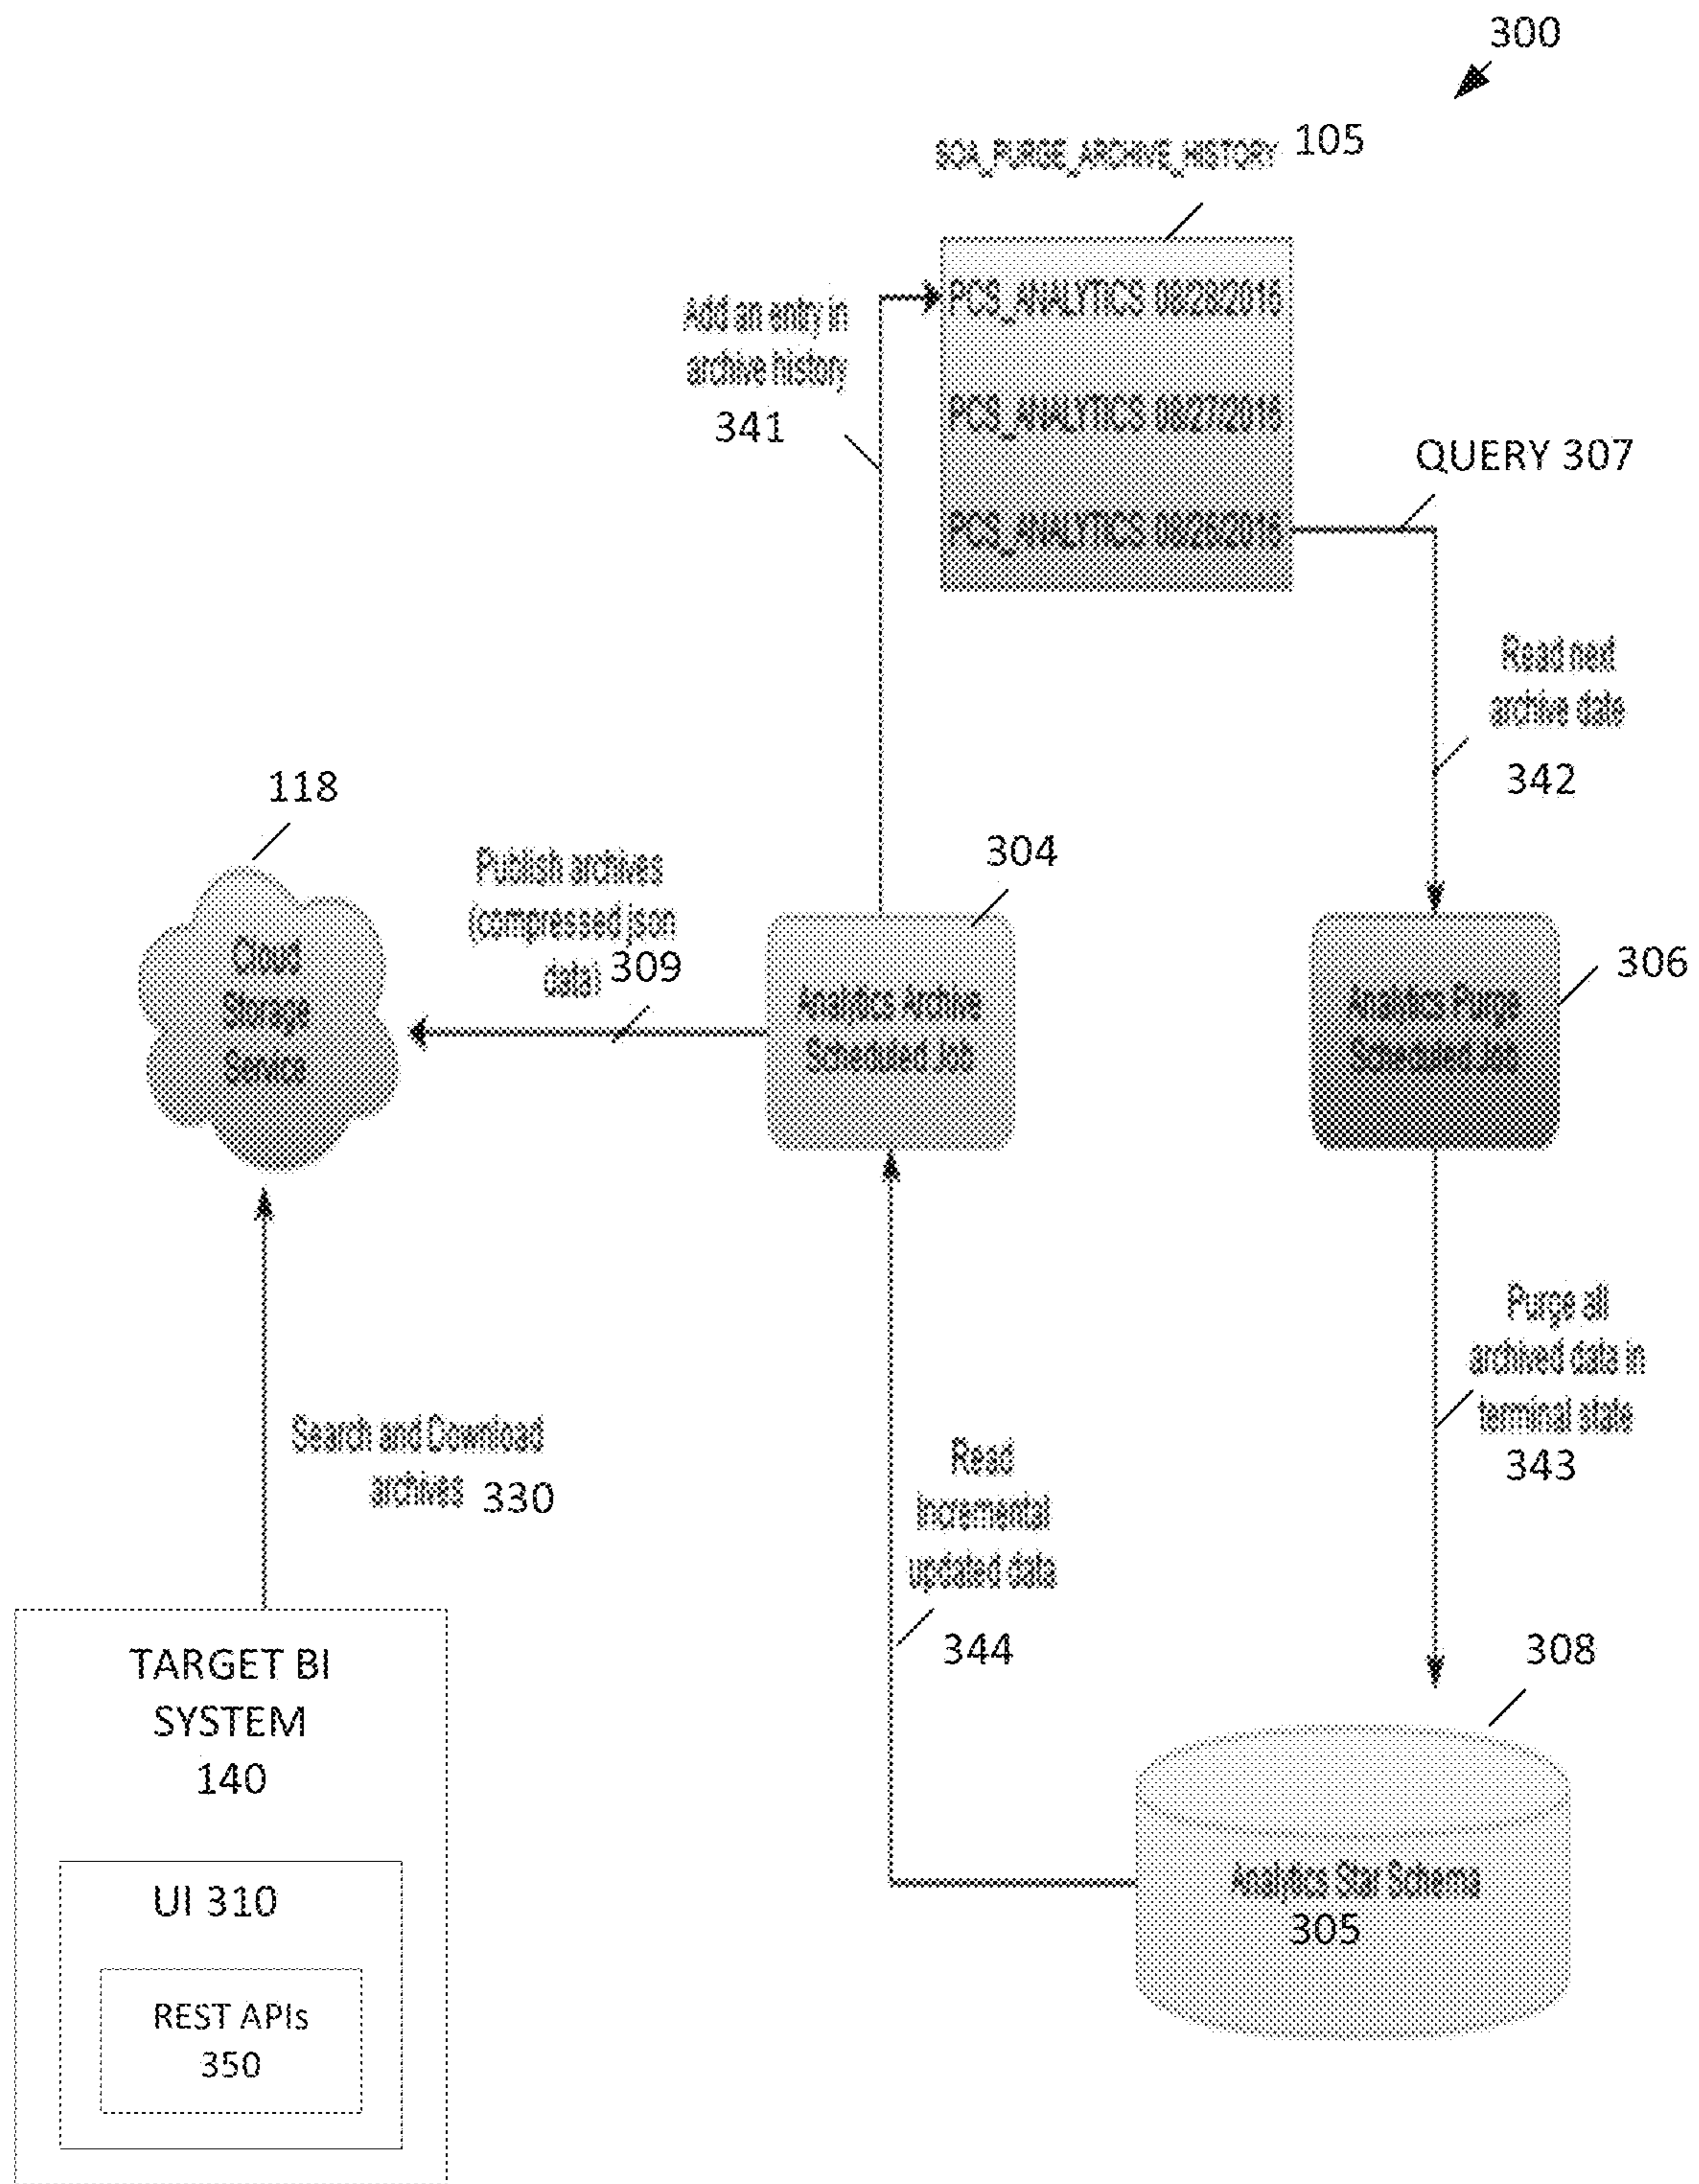 300
SOA_PURGE_ARCHIVE_HISTORY 105
PCS_ANALYTICS
PCS_ANALYTICS
PCS_ANALYTICS
Add an entry in
archive history
341
QUERY 307
Read next
archive date
342
118
Cloud
Storage
Service
Publish archives
(compressed json
data) 309
304
Analytics Archive
Scheduled Job
306
Analytics Purge
Scheduled Job
Purge all
archived data in
terminal state
343
Search and Download
archives 330
Read
Incremental
updated data
344
308
Analytics Star Schema
305
TARGET BI
SYSTEM
140
UI 310
REST APIs
350